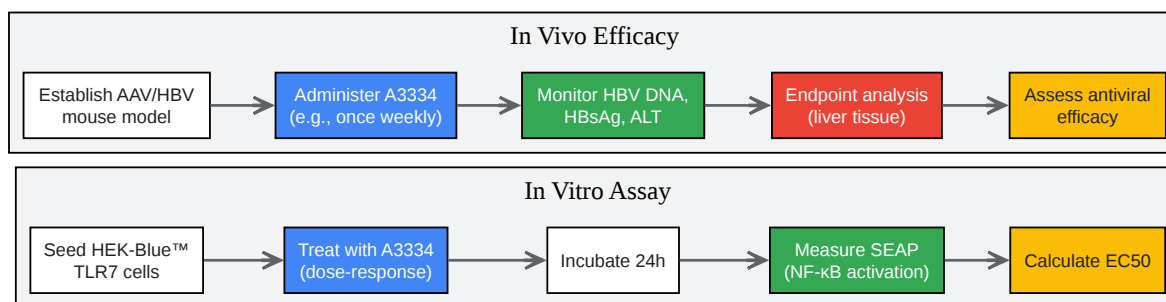 In Vivo Efficacy
Establish AAV/HBV
mouse model
Administer A3334
(e.g., once weekly)
Monitor HBV DNA,
HBsAg, ALT
Endpoint analysis
(liver tissue)
Assess antiviral
efficacy
In Vitro Assay
Seed HEK-Blue™
TLR7 cells
Treat with A3334
(dose-response)
Incubate 24h
Measure SEAP
(NF-κB activation)
Calculate EC50